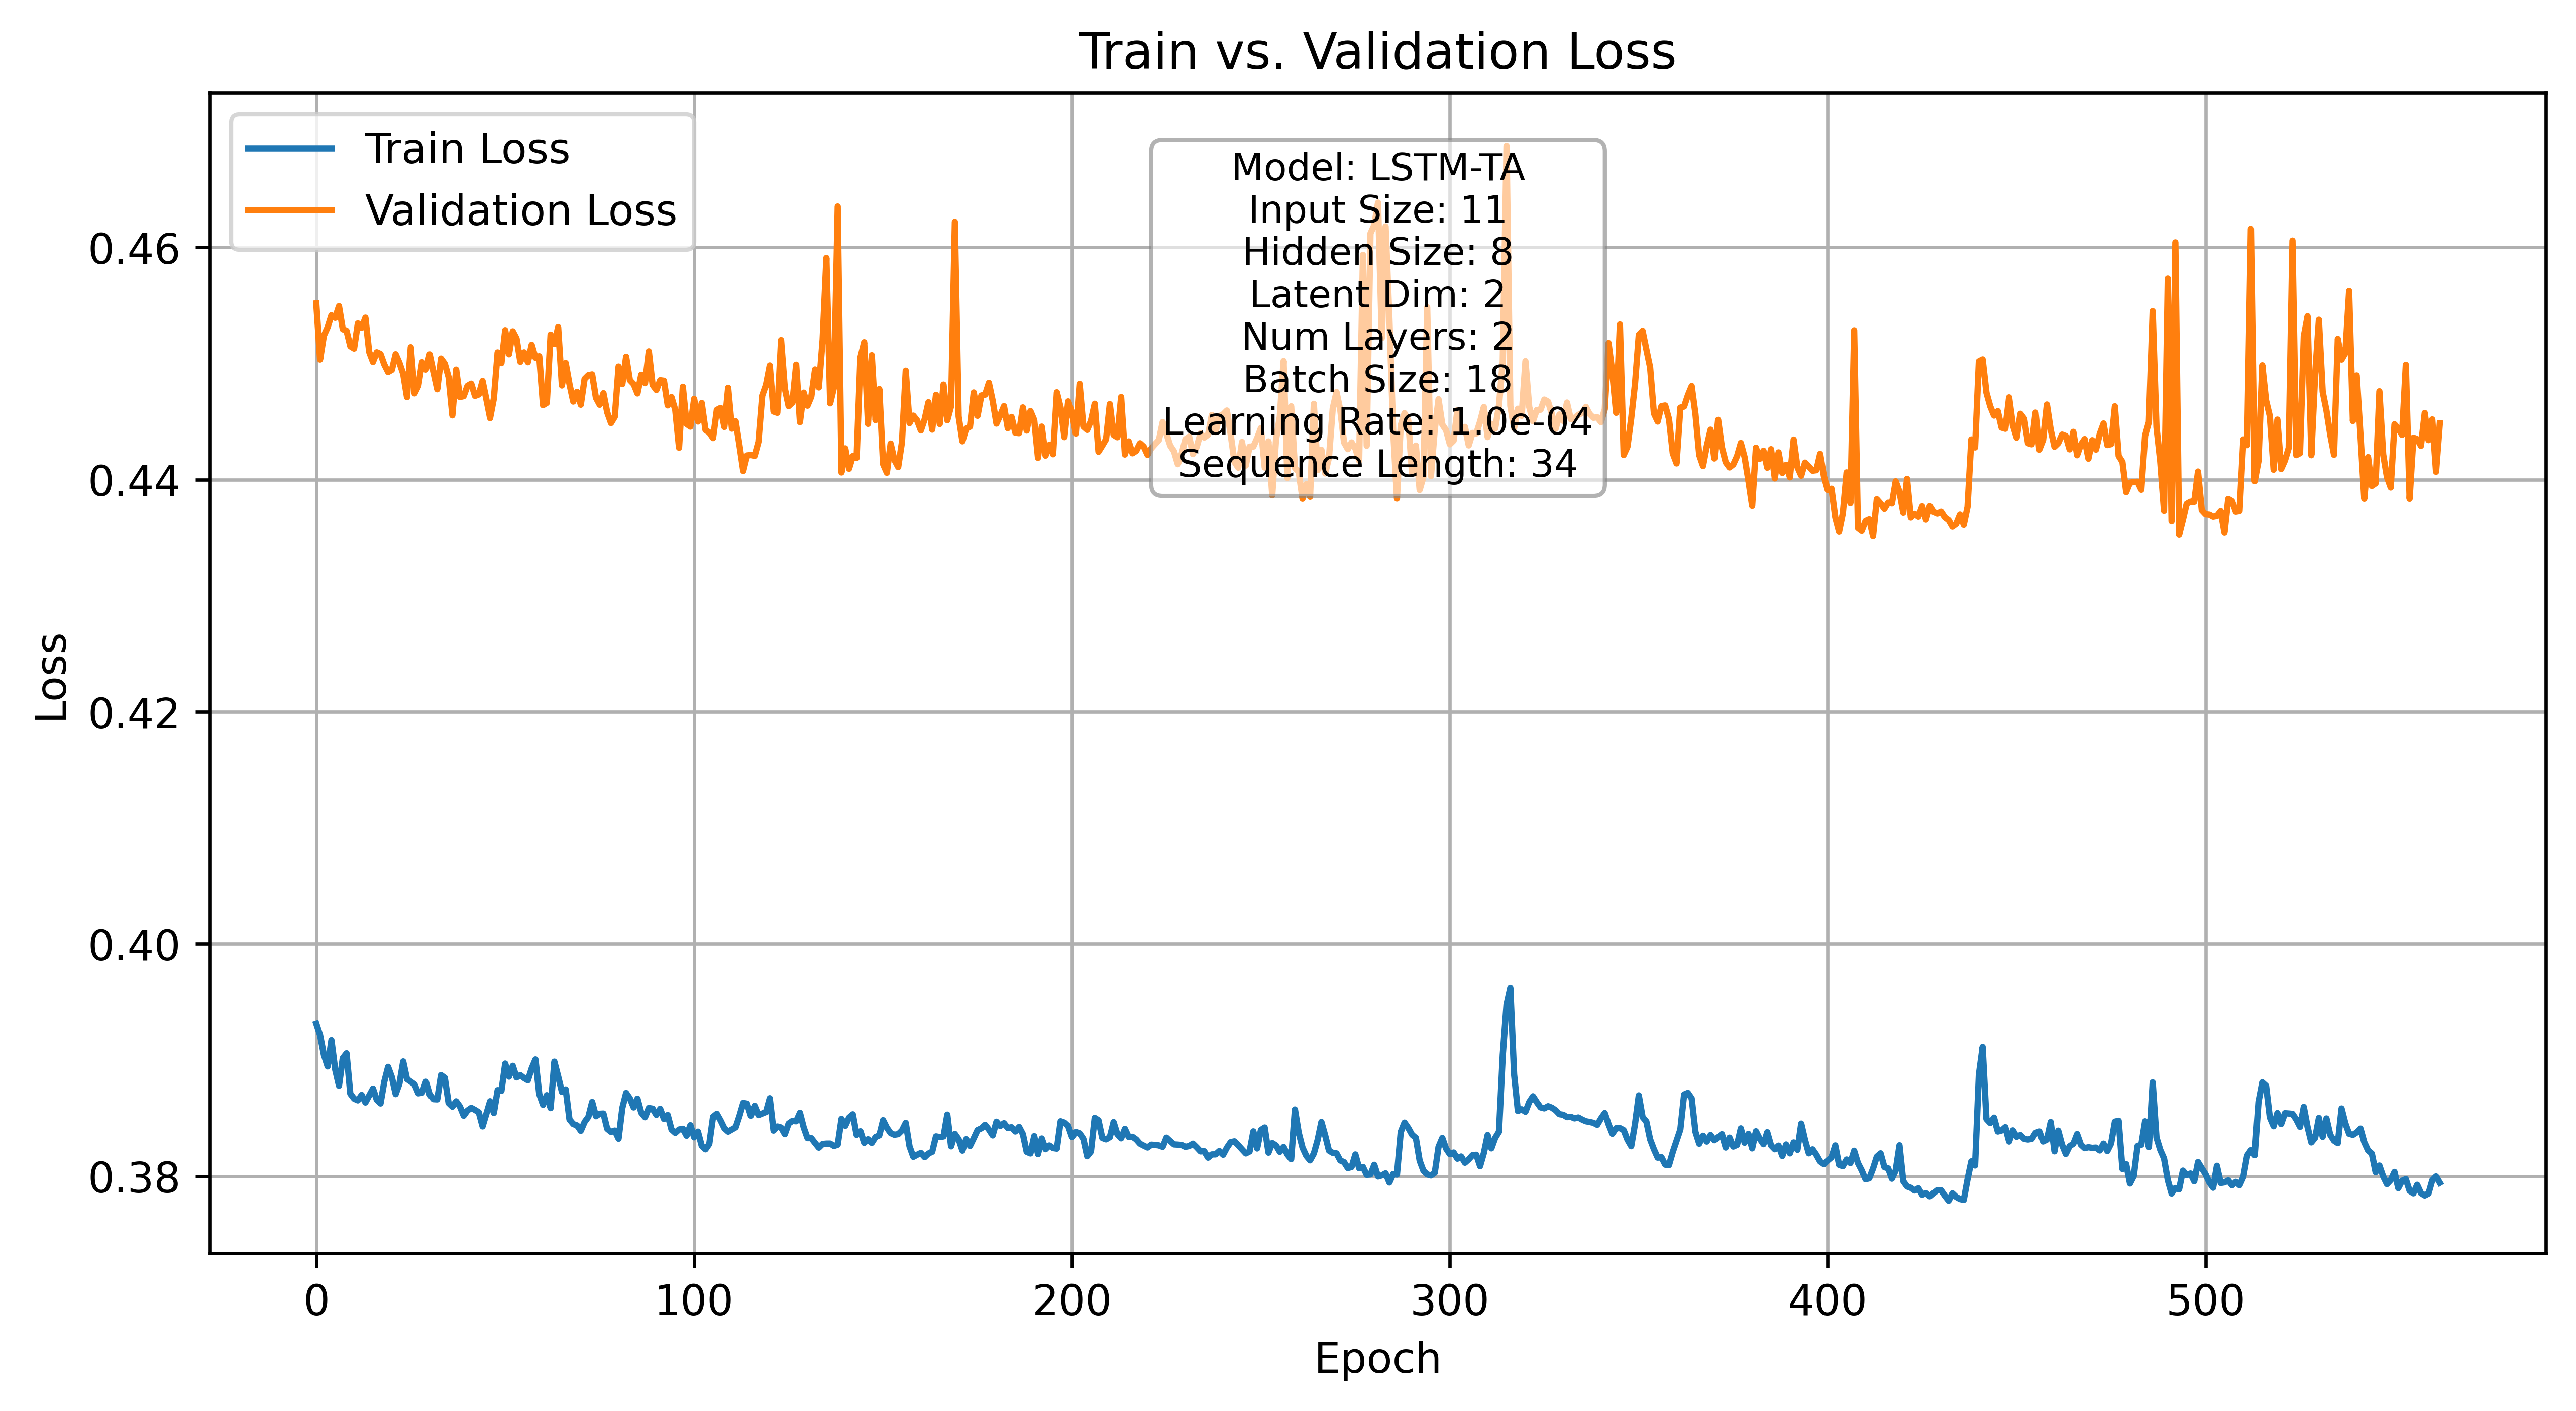 Train vs. Validation Loss
Train Loss
Validation Loss
Model: LSTM-TA
Input Size: 11
Hidden Size: 8
Latent Dim: 2
Num Layers: 2
Batch Size: 18
Learning Rate: 1.0e-04
Sequence Length: 34
0.46
0.44
0.42
0.40
0.38
Loss
0 100 200 300 400 500
Epoch